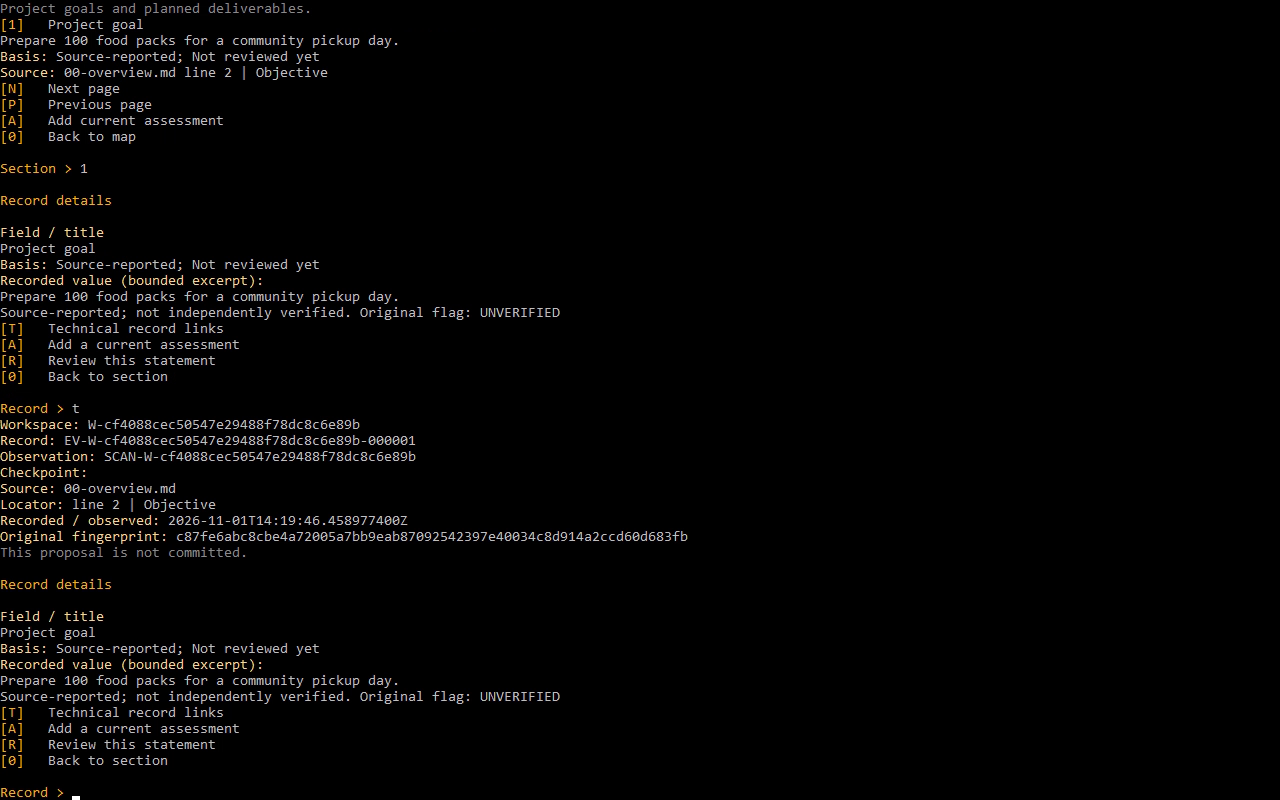 Project goals and planned deliverables.
[1]   Project goal
Prepare 100 food packs for a community pickup day.
Basis: Source-reported; Not reviewed yet
Source: 00-overview.md line 2 | Objective
[N]   Next page
[P]   Previous page
[A]   Add current assessment
[0]   Back to map
Section > 1
Record details
Field / title
Project goal
Basis: Source-reported; Not reviewed yet
Recorded value (bounded excerpt):
Prepare 100 food packs for a community pickup day.
Source-reported; not independently verified. Original flag: UNVERIFIED
[T]   Technical record links
[A]   Add a current assessment
[R]   Review this statement
[0]   Back to section
Record > t
Workspace: W-cf4088cec50547e29488f78dc8c6e89b
Record: EV-W-cf4088cec50547e29488f78dc8c6e89b-000001
Observation: SCAN-W-cf4088cec50547e29488f78dc8c6e89b
Checkpoint:
Source: 00-overview.md
Locator: line 2 | Objective
Recorded / observed: 2026-11-01T14:19:46.458977400Z
Original fingerprint: c87fe6abc8cbe4a72005a7bb9eab87092542397e40034c8d914a2ccd60d683fb
This proposal is not committed.
Record details
Field / title
Project goal
Basis: Source-reported; Not reviewed yet
Recorded value (bounded excerpt):
Prepare 100 food packs for a community pickup day.
Source-reported; not independently verified. Original flag: UNVERIFIED
[T]   Technical record links
[A]   Add a current assessment
[R]   Review this statement
[0]   Back to section
Record >